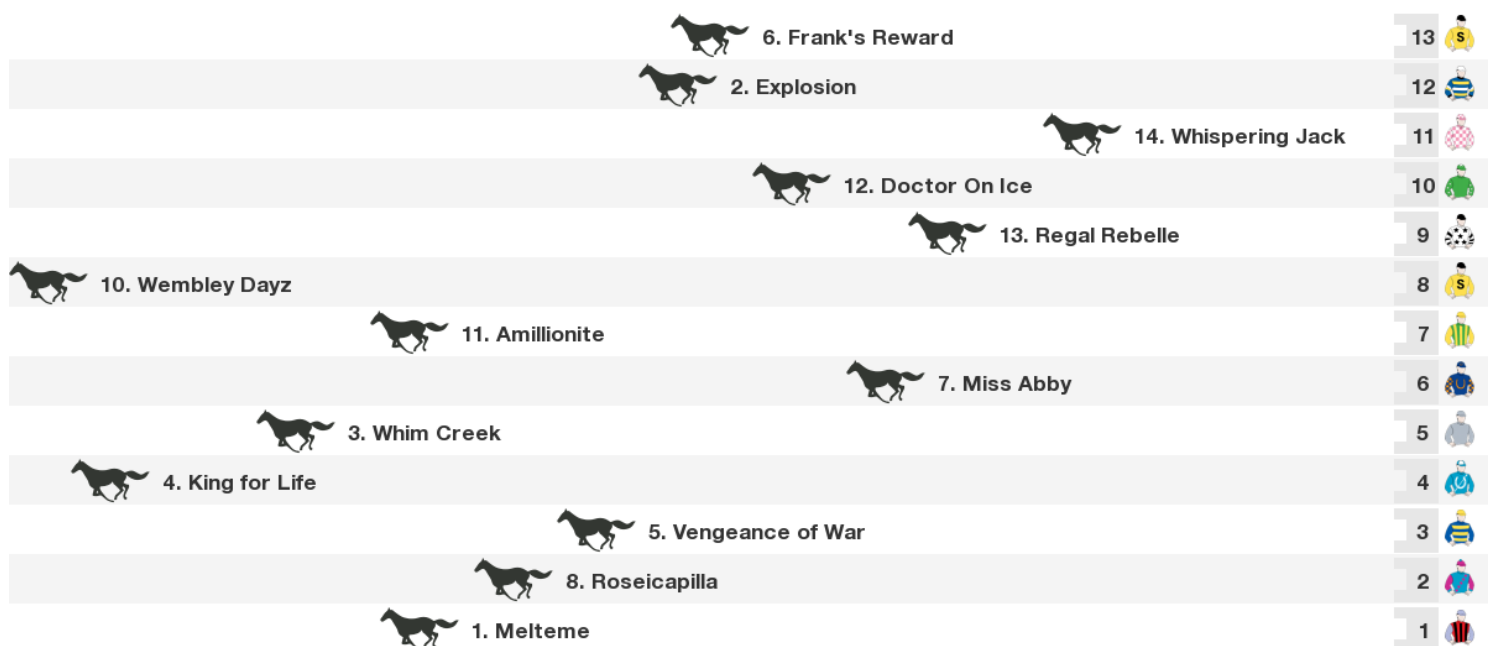 6. Frank's Reward 13 S
2. Explosion 12
14. Whispering Jack 11
12. Doctor On Ice 10
13. Regal Rebelle 9
10. Wembley Dayz 8 S
11. Amillionite 7
7. Miss Abby 6
3. Whim Creek 5
4. King for Life 4
5. Vengeance of War 3
8. Roseicapilla 2
1. Melteme 1